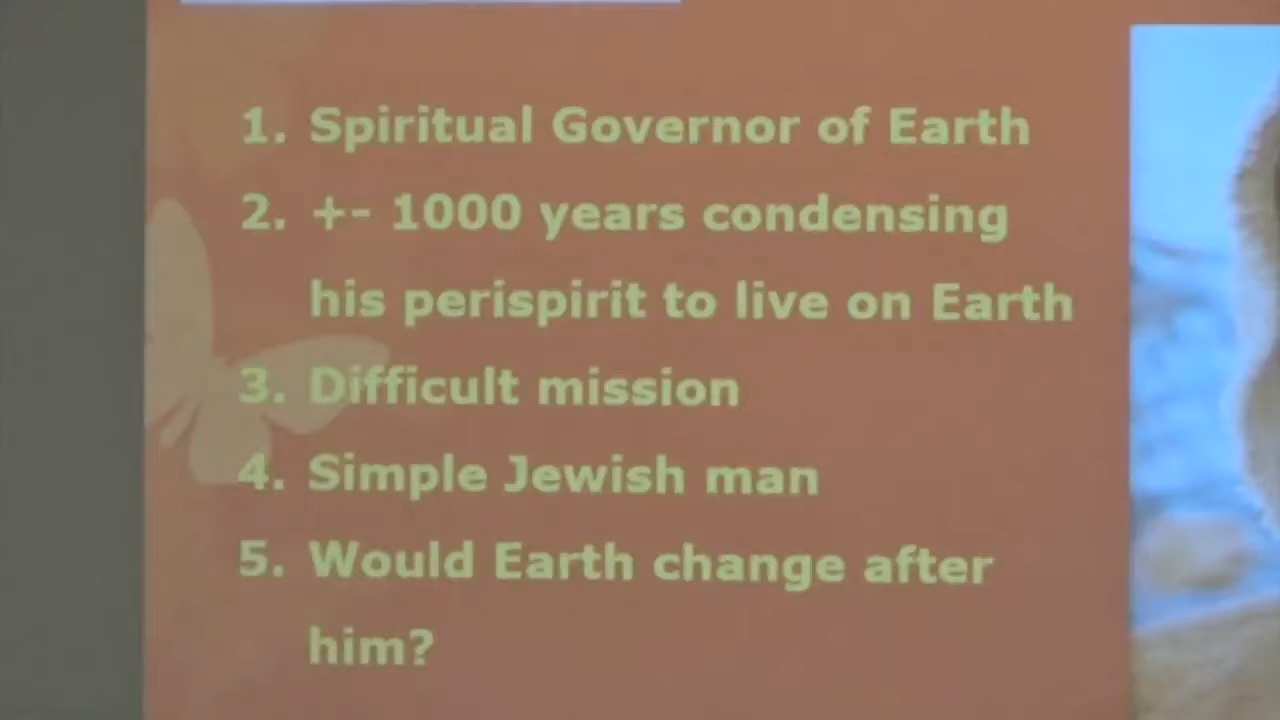 1. Spiritual Governor of Earth
2. +- 1000 years condensing
his perispirit to live on Earth
3. Difficult mission
4. Simple Jewish man
5. Would Earth change after
him?